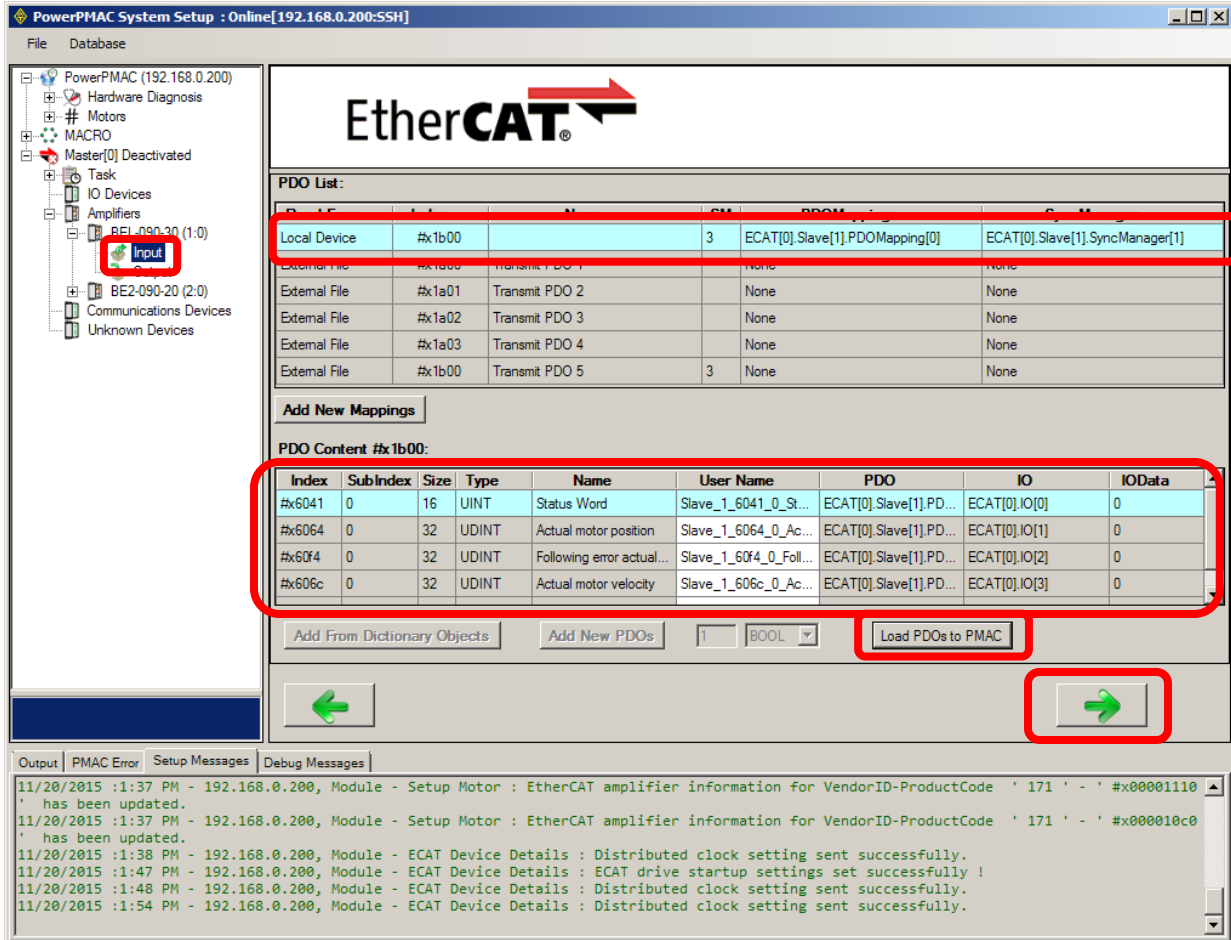 PowerPMAC System Setup : Online[192.168.0.200:SSH]
File Database
PowerPMAC (192.168.0.200)
Hardware Diagnosis
Motors
MACRO
Master[0] Deactivated
Task
IO Devices
Amplifiers
BEL-090-30 (1:0)
Input
Output
BE2-090-20 (2:0)
Communications Devices
Unknown Devices
EtherCAT®
PDO List:
Local Device #x1b00 3 ECAT[0].Slave[1].PDOMapping[0] ECAT[0].Slave[1].SyncManager[1]
External File #x1a00 Transmit PDO 1 None None
External File #x1a01 Transmit PDO 2 None None
External File #x1a02 Transmit PDO 3 None None
External File #x1a03 Transmit PDO 4 None None
External File #x1b00 Transmit PDO 5 3 None None
Add New Mappings
PDO Content #x1b00:
Index SubIndex Size Type Name User Name PDO IO IOData
#x6041 0 16 UINT Status Word Slave_1_6041_0_St... ECAT[0].Slave[1].PD... ECAT[0].IO[0] 0
#x6064 0 32 UDINT Actual motor position Slave_1_6064_0_Ac... ECAT[0].Slave[1].PD... ECAT[0].IO[1] 0
#x60f4 0 32 UDINT Following error actual... Slave_1_60f4_0_Foll... ECAT[0].Slave[1].PD... ECAT[0].IO[2] 0
#x606c 0 32 UDINT Actual motor velocity Slave_1_606c_0_Ac... ECAT[0].Slave[1].PD... ECAT[0].IO[3] 0
Add From Dictionary Objects Add New PDOs 1 BOOL Load PDOs to PMAC
Output PMAC Error Setup Messages Debug Messages
11/20/2015 :1:37 PM - 192.168.0.200, Module - Setup Motor : EtherCAT amplifier information for VendorID-ProductCode ' 171 ' - ' #x00001110
' has been updated.
11/20/2015 :1:37 PM - 192.168.0.200, Module - Setup Motor : EtherCAT amplifier information for VendorID-ProductCode ' 171 ' - ' #x000010c0
' has been updated.
11/20/2015 :1:38 PM - 192.168.0.200, Module - ECAT Device Details : Distributed clock setting sent successfully.
11/20/2015 :1:47 PM - 192.168.0.200, Module - ECAT Device Details : ECAT drive startup settings set successfully !
11/20/2015 :1:48 PM - 192.168.0.200, Module - ECAT Device Details : Distributed clock setting sent successfully.
11/20/2015 :1:54 PM - 192.168.0.200, Module - ECAT Device Details : Distributed clock setting sent successfully.